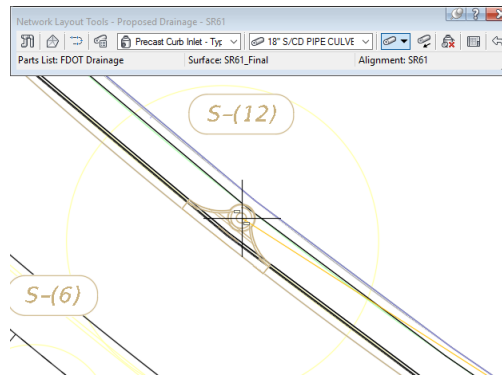 Network Layout Tools - Proposed Drainage - SR61
Precast Curb Inlet - Typ
18" S/CD PIPE CULVE
Parts List: FDOT Drainage
Surface: SR61_Final
Alignment: SR61
S-(12)
S-(6)